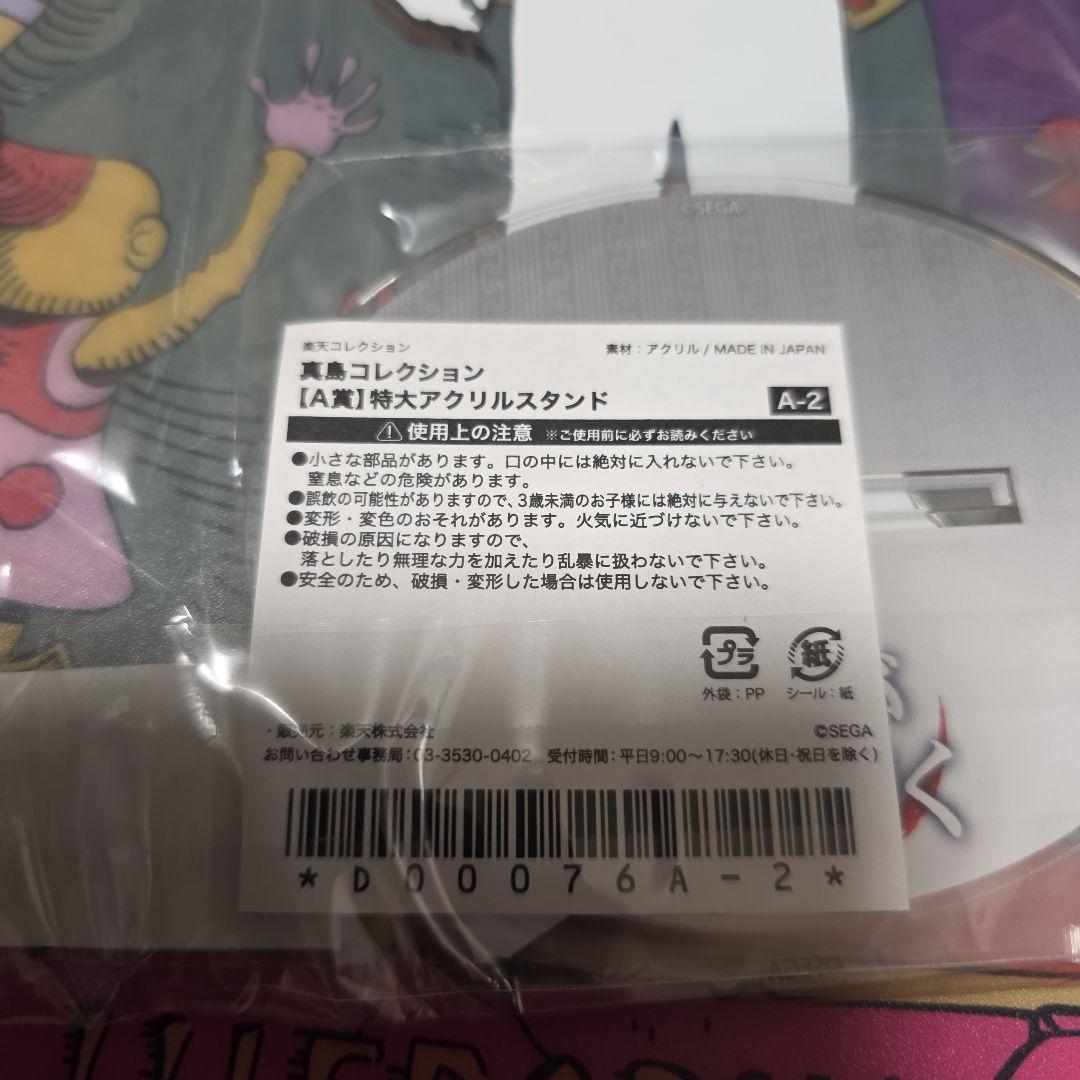 ©SEGA
楽天コレクション
素材：アクリル / MADE IN JAPAN
真島コレクション
【A賞】特大アクリルスタンド
A-2
⚠使用上の注意 ※ご使用前に必ずお読みください
●小さな部品があります。口の中には絶対に入れないで下さい。
窒息などの危険があります。
●誤飲の可能性がありますので、3歳未満のお子様には絶対に与えないで下さい。
●変形・変色のおそれがあります。火気に近づけないで下さい。
●破損の原因になりますので、
落としたり無理な力を加えたり乱暴に扱わないで下さい。
●安全のため、破損・変形した場合は使用しないで下さい。
プラ
紙
外袋：PP
シール：紙
・販売元：楽天株式会社
©SEGA
お問い合わせ事務局：03-3530-0402 受付時間：平日9:00〜17:30(休日・祝日を除く)
*D00076A-2*
く